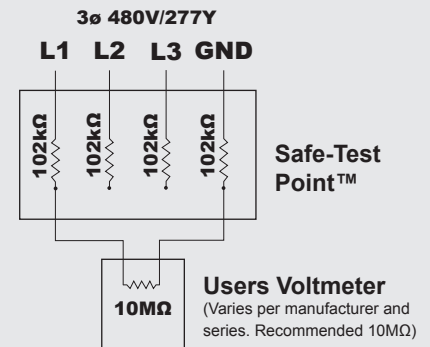 3ø 480V/277Y
L1 L2 L3 GND
102kΩ 102kΩ 102kΩ 102kΩ
Safe-Test
Point™
Users Voltmeter
(Varies per manufacturer and
series. Recommended 10MΩ)
10MΩ